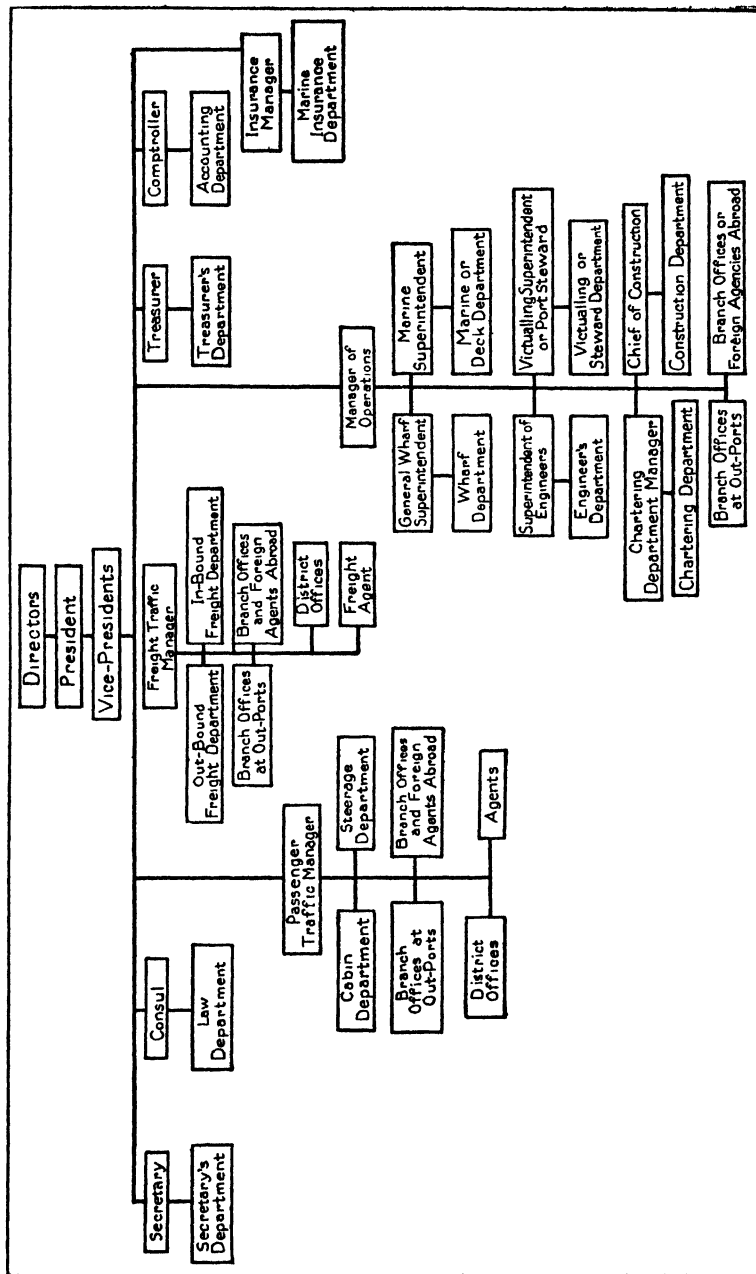 Directors
President
Vice-Presidents
Secretary
Secretary's
Department
Consul
Law
Department
Passenger
Traffic Manager
Cabin
Department
Steerage
Department
Branch
Offices at
Out-Ports
Branch Offices
and Foreign
Agents Abroad
District
Offices
Agents
Freight Traffic
Manager
Out-Bound
Freight Department
In-Bound
Freight Department
Branch Offices
at Out-Ports
Branch Offices
and Foreign
Agents Abroad
District
Offices
Freight
Agent
Manager of
Operations
General Wharf
Superintendent
Wharf
Department
Marine
Superintendent
Marine or
Deck Department
Superintendent of
Engineers
Engineer's
Department
Victualling Superintendent
or Port Steward
Victualling or
Steward Department
Chartering
Department Manager
Chartering Department
Chief of Construction
Construction Department
Branch Offices
at Out-Ports
Branch Offices or
Foreign Agencies Abroad
Treasurer
Treasurer's
Department
Comptroller
Accounting
Department
Insurance
Manager
Marine
Insurance
Department